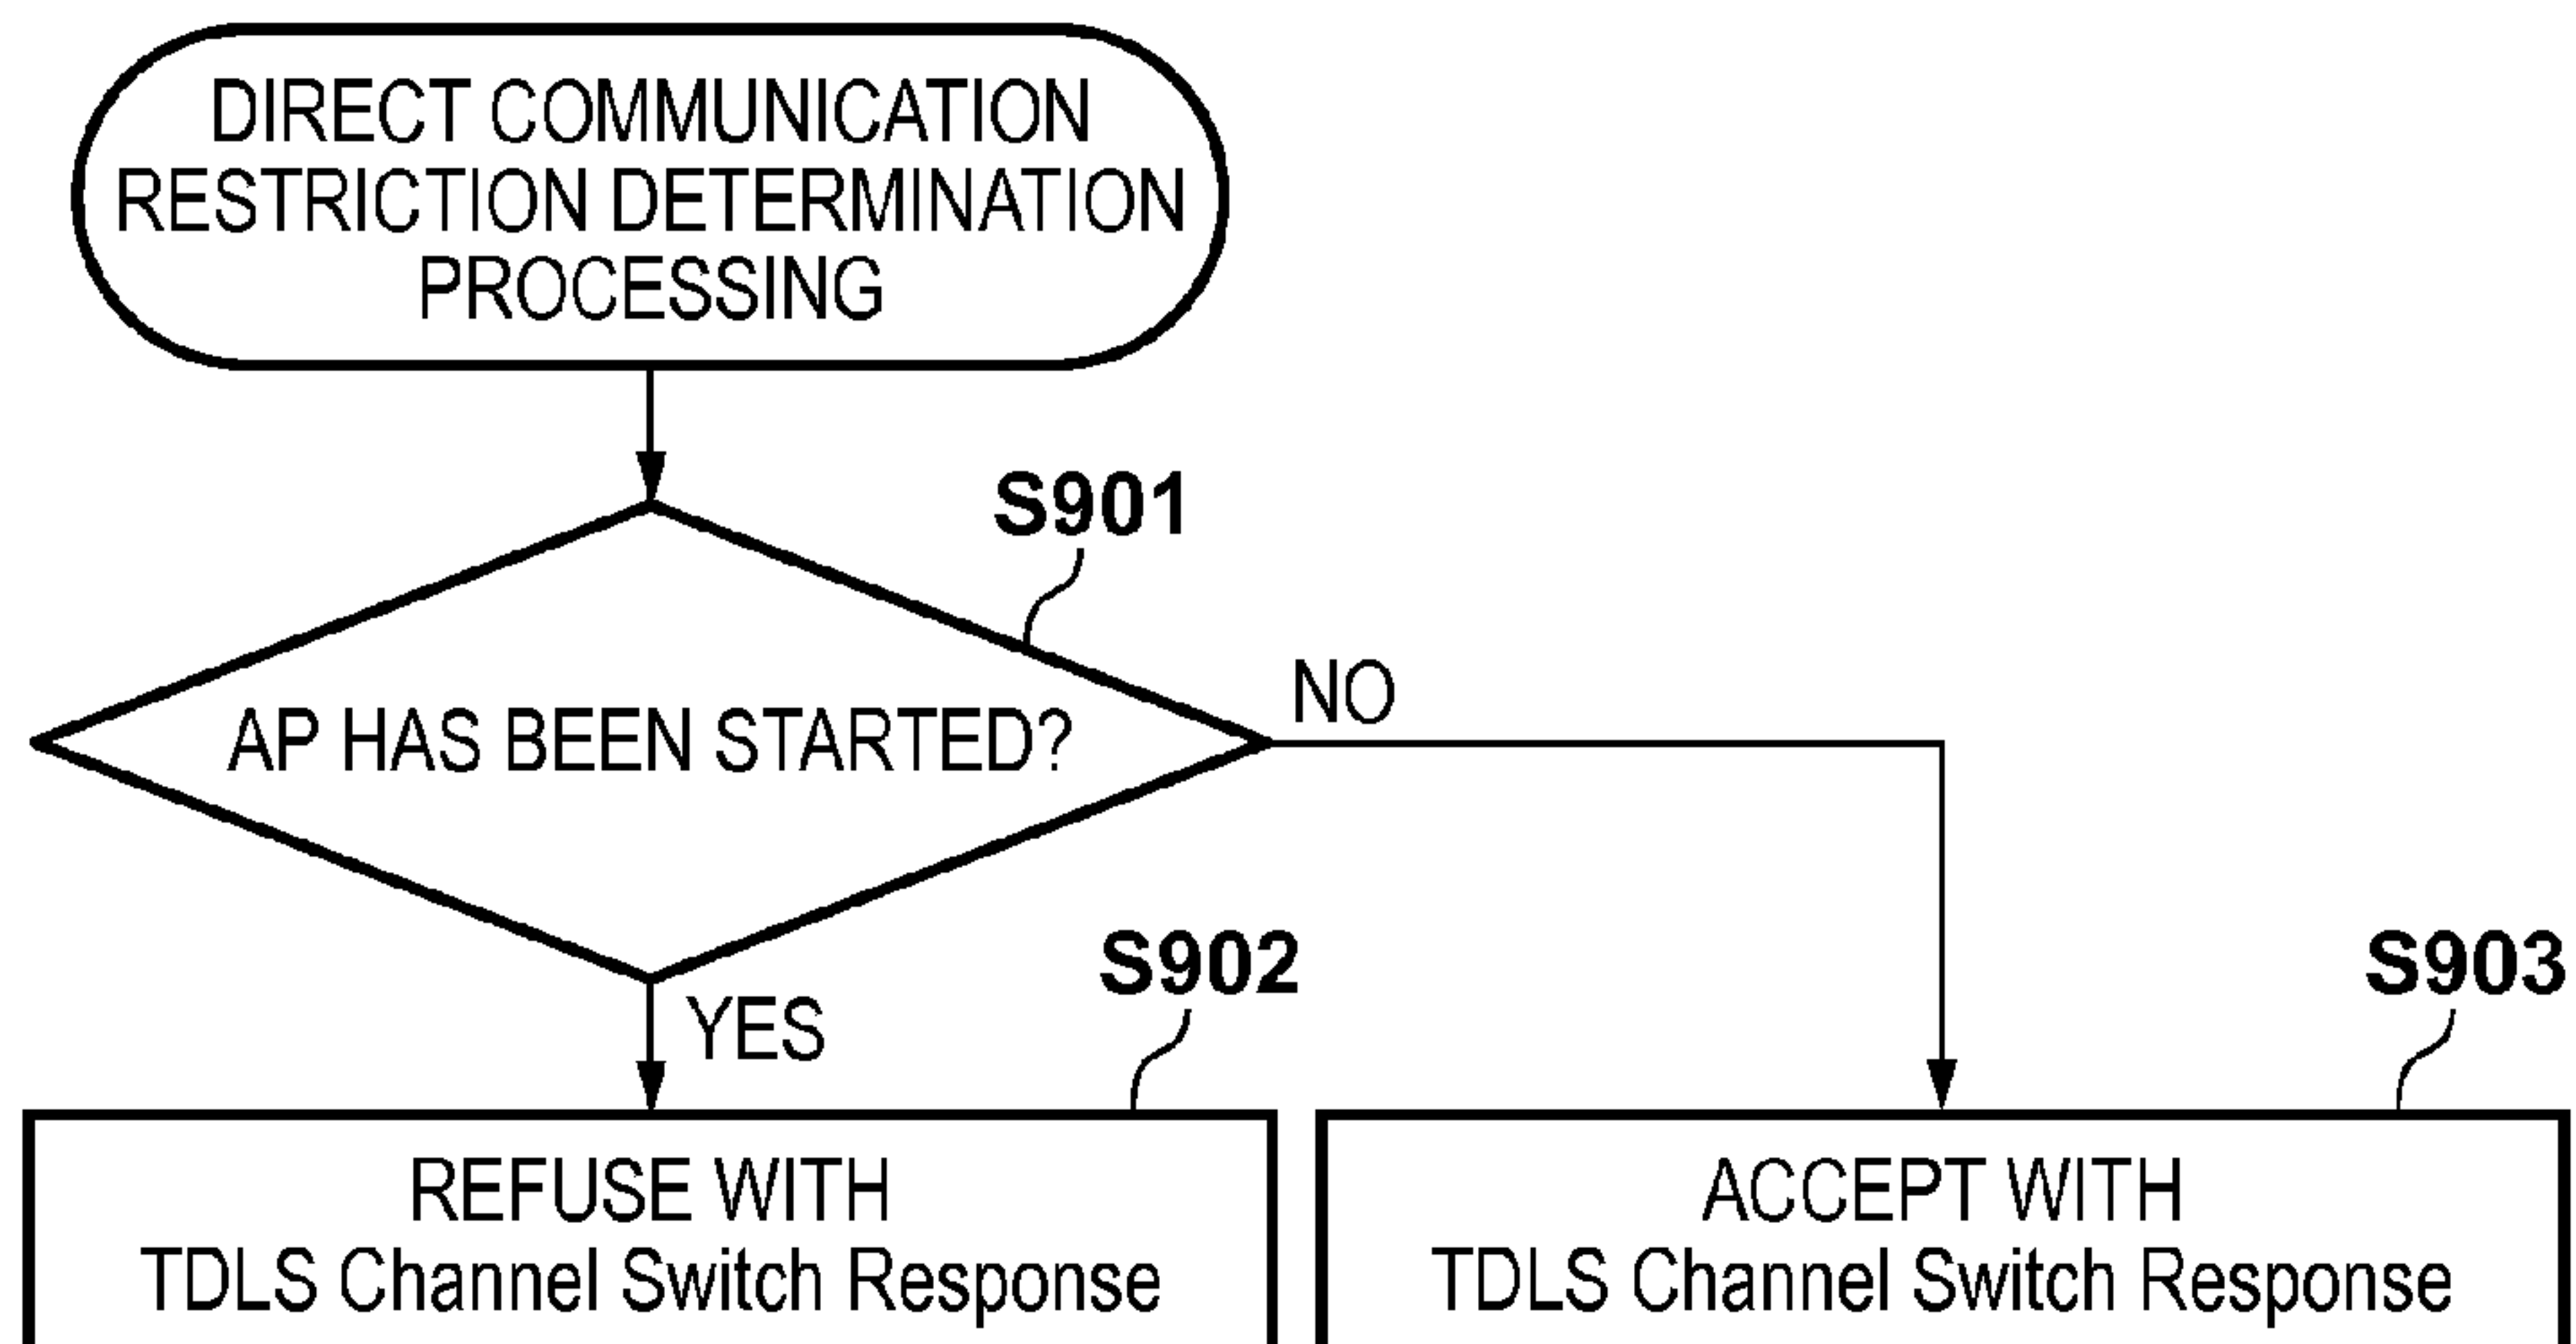 DIRECT COMMUNICATION
RESTRICTION DETERMINATION
PROCESSING
S901
AP HAS BEEN STARTED?
NO
YES
S902
S903
REFUSE WITH
TDLS Channel Switch Response
ACCEPT WITH
TDLS Channel Switch Response